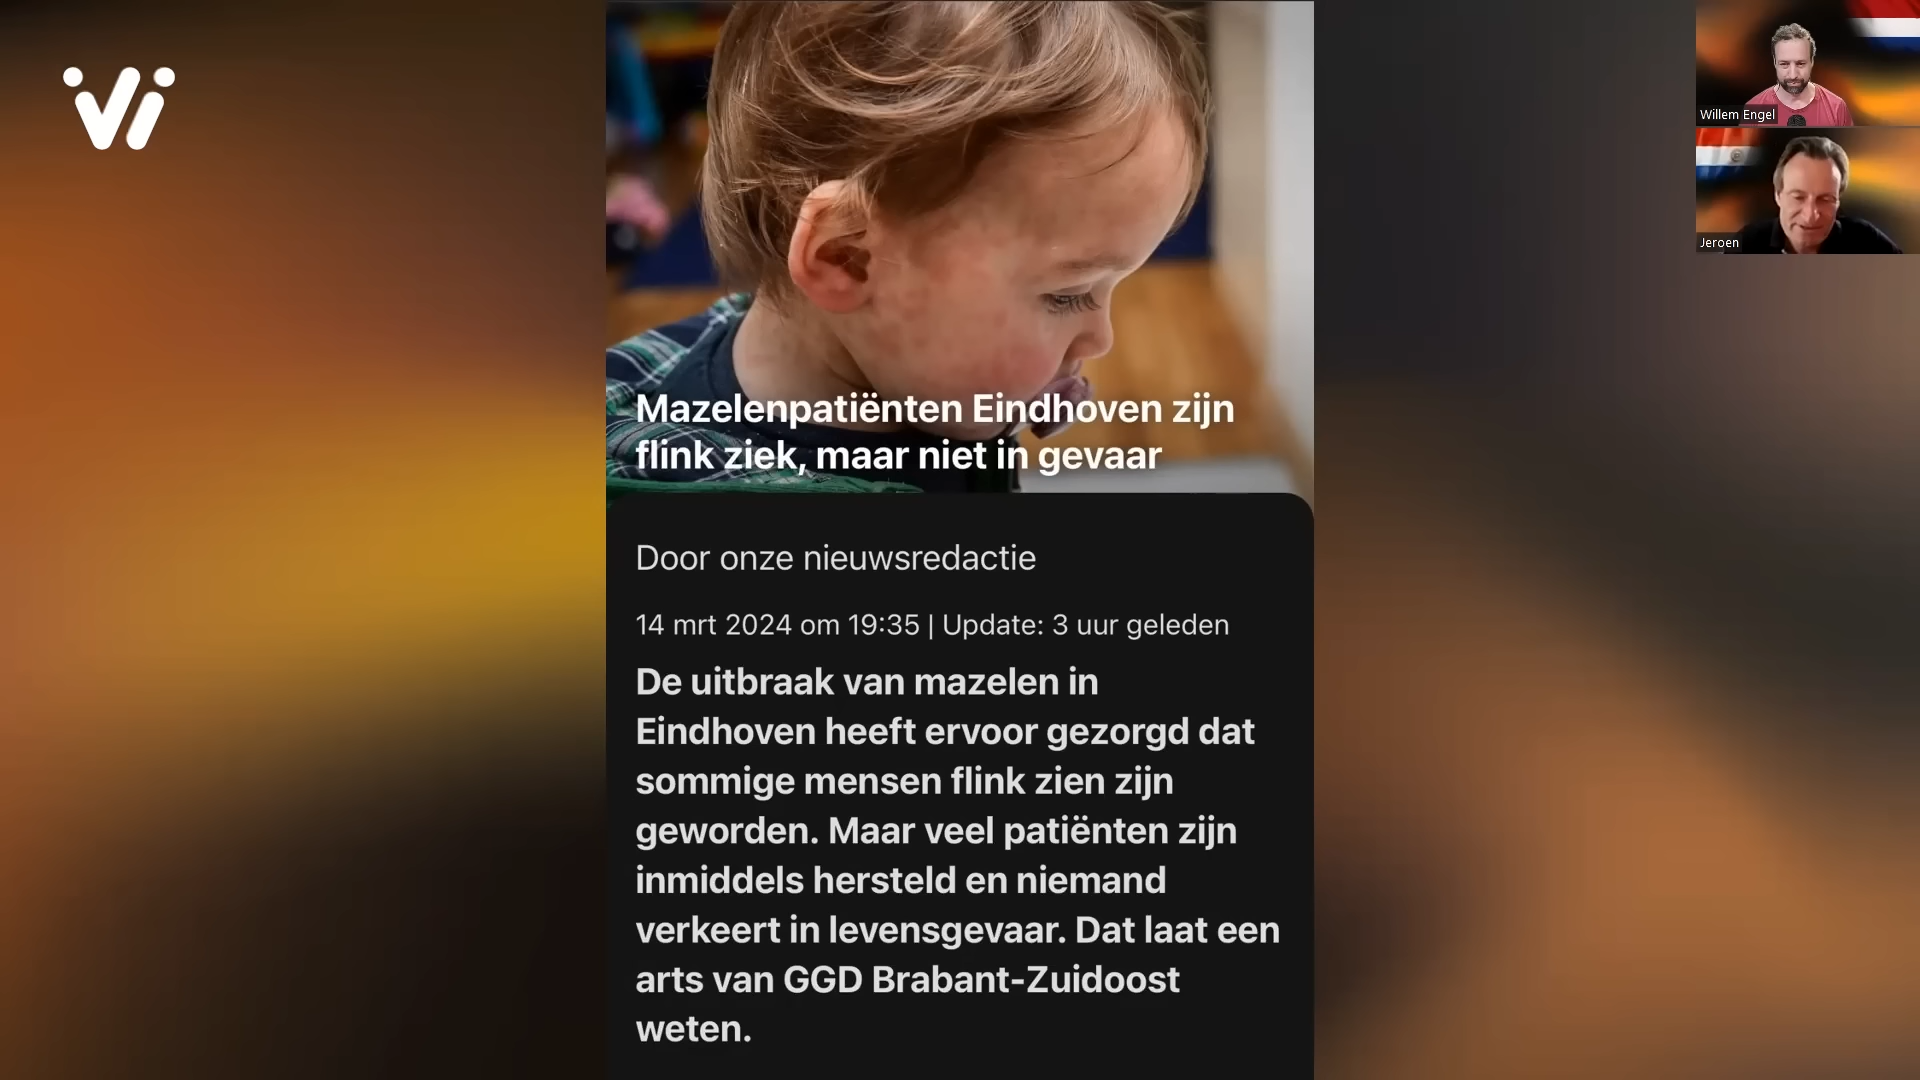 Vi
Willem Engel
Jeroen
Mazelenpatiënten Eindhoven zijn
flink ziek, maar niet in gevaar
Door onze nieuwsredactie
14 mrt 2024 om 19:35 | Update: 3 uur geleden
De uitbraak van mazelen in
Eindhoven heeft ervoor gezorgd dat
sommige mensen flink zien zijn
geworden. Maar veel patiënten zijn
inmiddels hersteld en niemand
verkeert in levensgevaar. Dat laat een
arts van GGD Brabant-Zuidoost
weten.